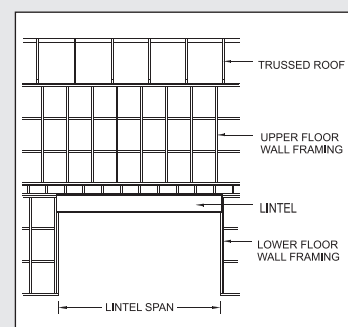 TRUSSED ROOF
UPPER FLOOR
WALL FRAMING
LINTEL
LOWER FLOOR
WALL FRAMING
LINTEL SPAN